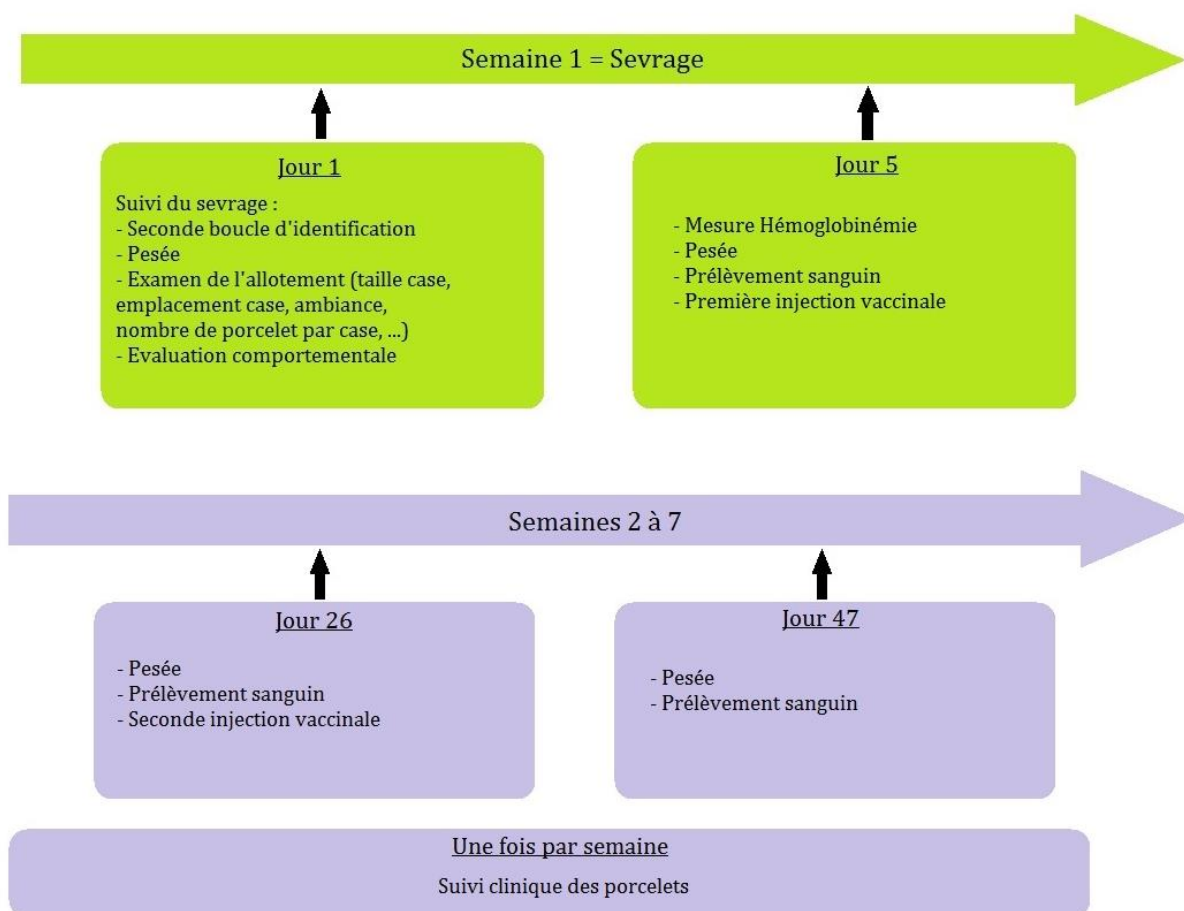 Semaine 1 = Sevrage
Jour 1
Suivi du sevrage :
- Seconde boucle d'identification
- Pesée
- Examen de l'allotement (taille case,
emplacement case, ambiance,
nombre de porcelet par case, ...)
- Evaluation comportementale
Jour 5
- Mesure Hémoglobinémie
- Pesée
- Prélèvement sanguin
- Première injection vaccinale
Semaines 2 à 7
Jour 26
- Pesée
- Prélèvement sanguin
- Seconde injection vaccinale
Jour 47
- Pesée
- Prélèvement sanguin
Une fois par semaine
Suivi clinique des porcelets